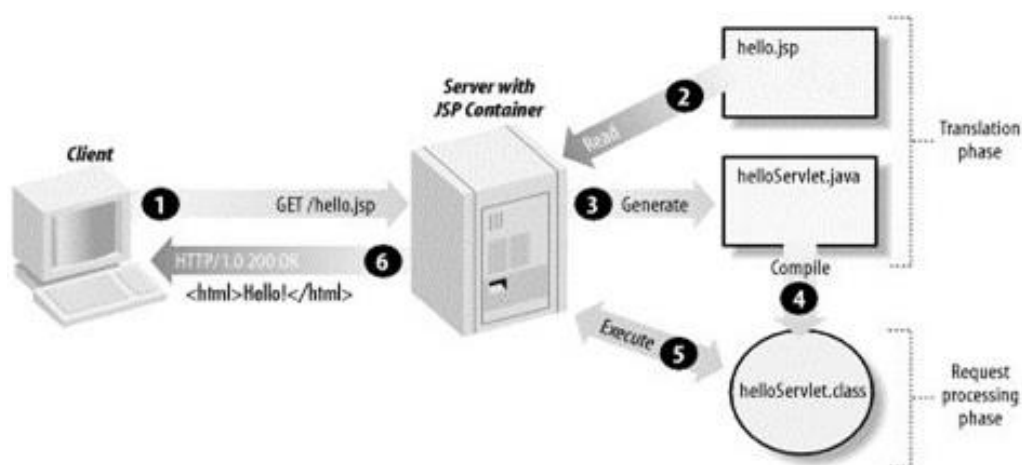 Client
1
GET /hello.jsp
HTTP/1.0 200 OK
6
<html>Hello!</html>
Server with
JSP Container
hello.jsp
2
Read
3
Generate
helloServlet.java
Compile
4
Execute
5
helloServlet.class
Translation
phase
Request
processing
phase